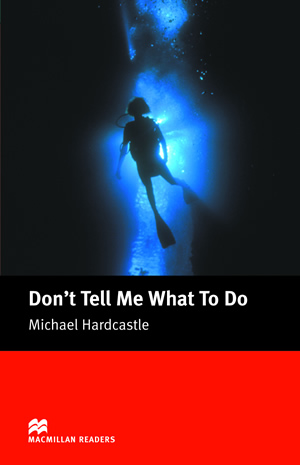 Don't Tell Me What To Do
Michael Hardcastle
MACMILLAN READERS